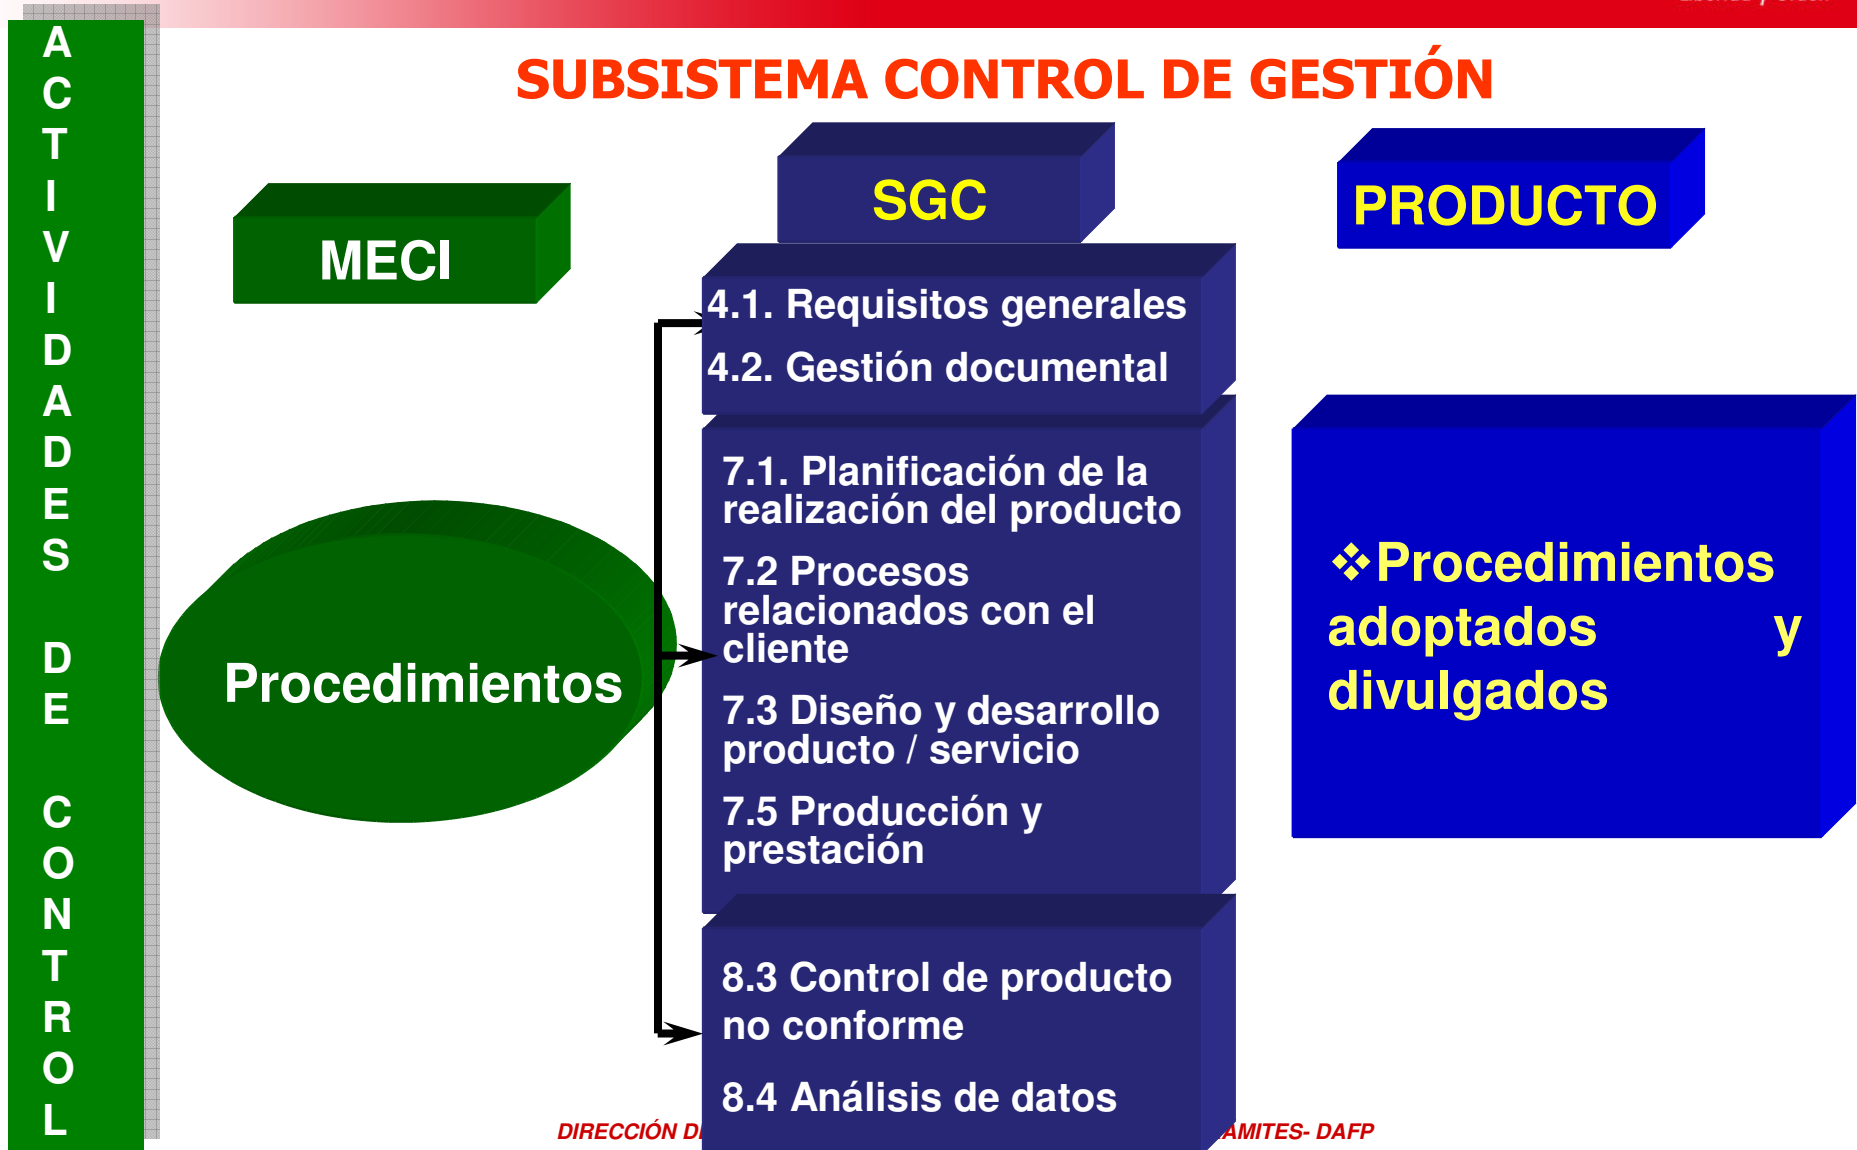 ACTIVIDADES DE CONTROL
SUBSISTEMA CONTROL DE GESTIÓN
MECI
SGC
PRODUCTO
4.1. Requisitos generales
4.2. Gestión documental
7.1. Planificación de la
realización del producto
7.2 Procesos
relacionados con el
cliente
7.3 Diseño y desarrollo
producto / servicio
7.5 Producción y
prestación
8.3 Control de producto
no conforme
8.4 Análisis de datos
Procedimientos
❖Procedimientos
adoptados y
divulgados
DIRECCIÓN
- DAFP